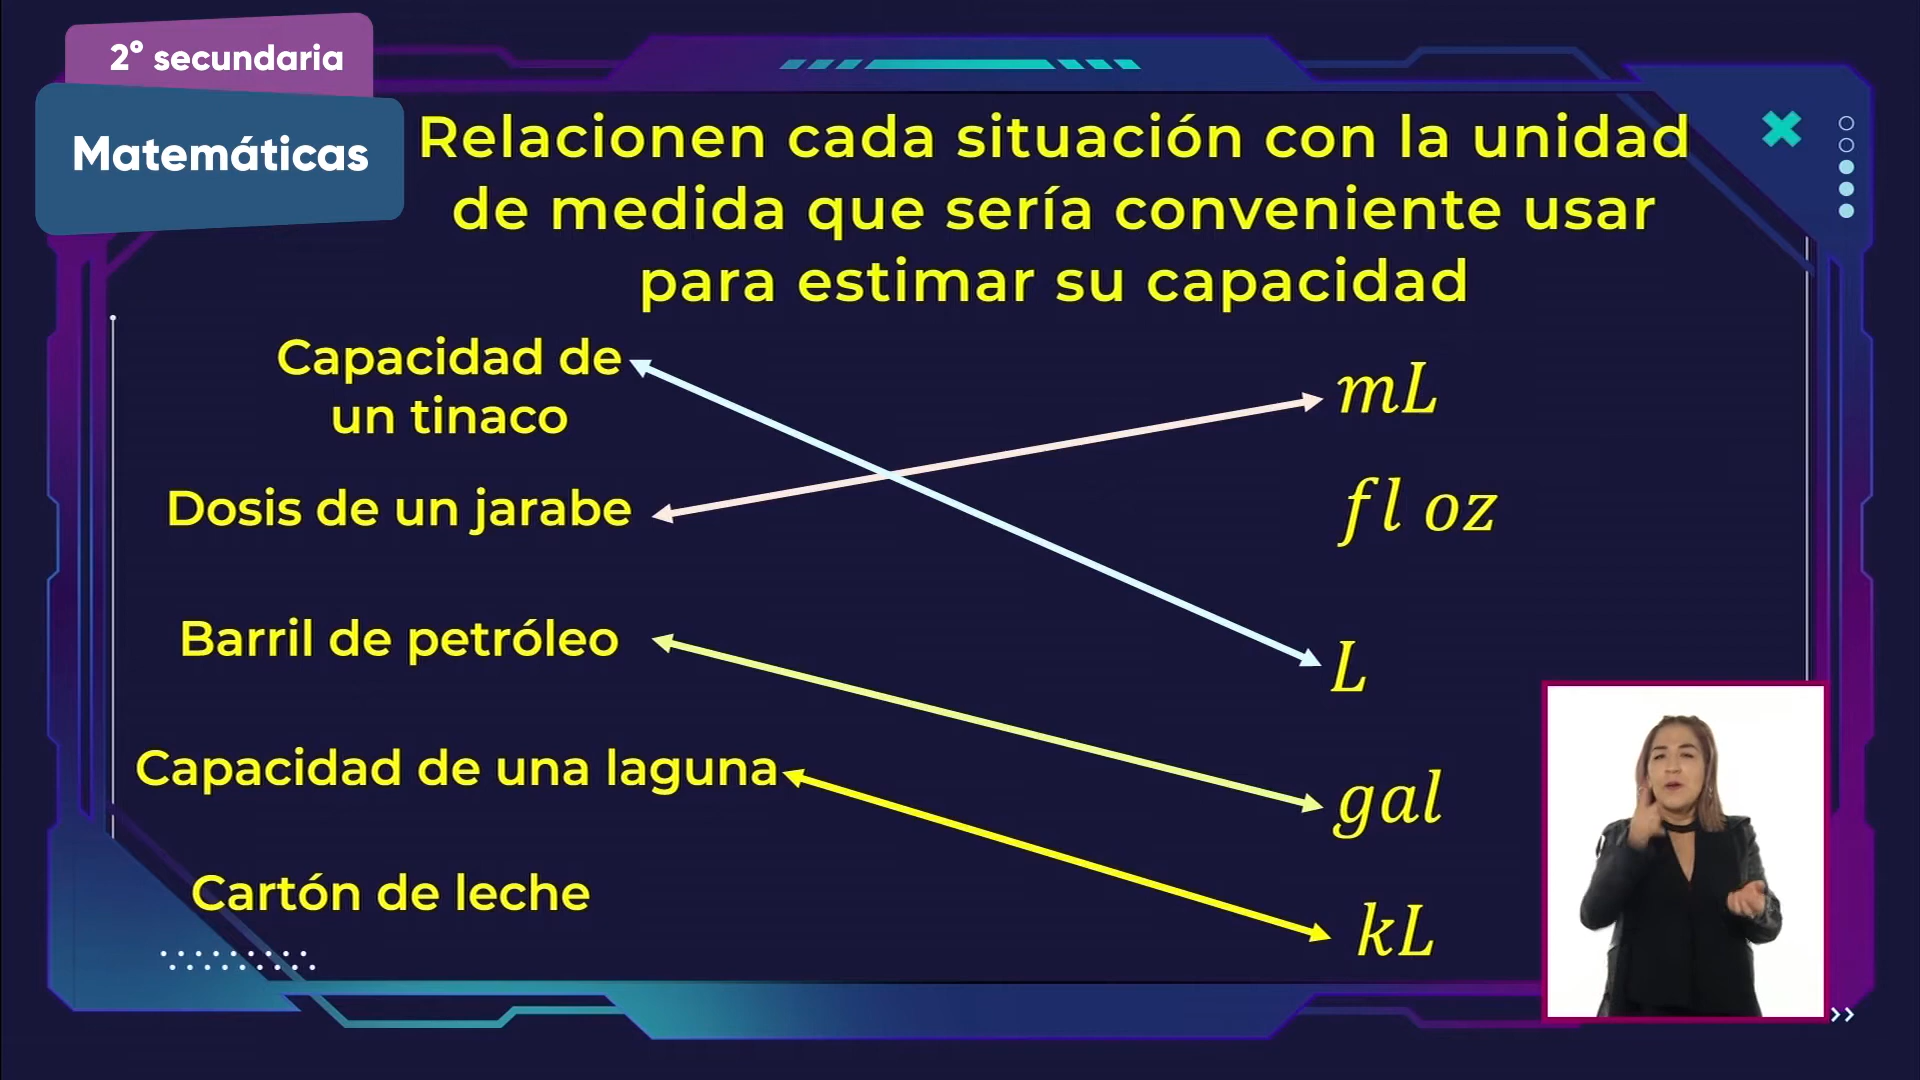 2° secundaria
Matemáticas
Relacionen cada situación con la unidad
de medida que sería conveniente usar
para estimar su capacidad
Capacidad de
un tinaco
Dosis de un jarabe
Barril de petróleo
Capacidad de una laguna
Cartón de leche
mL
fl oz
L
gal
kL